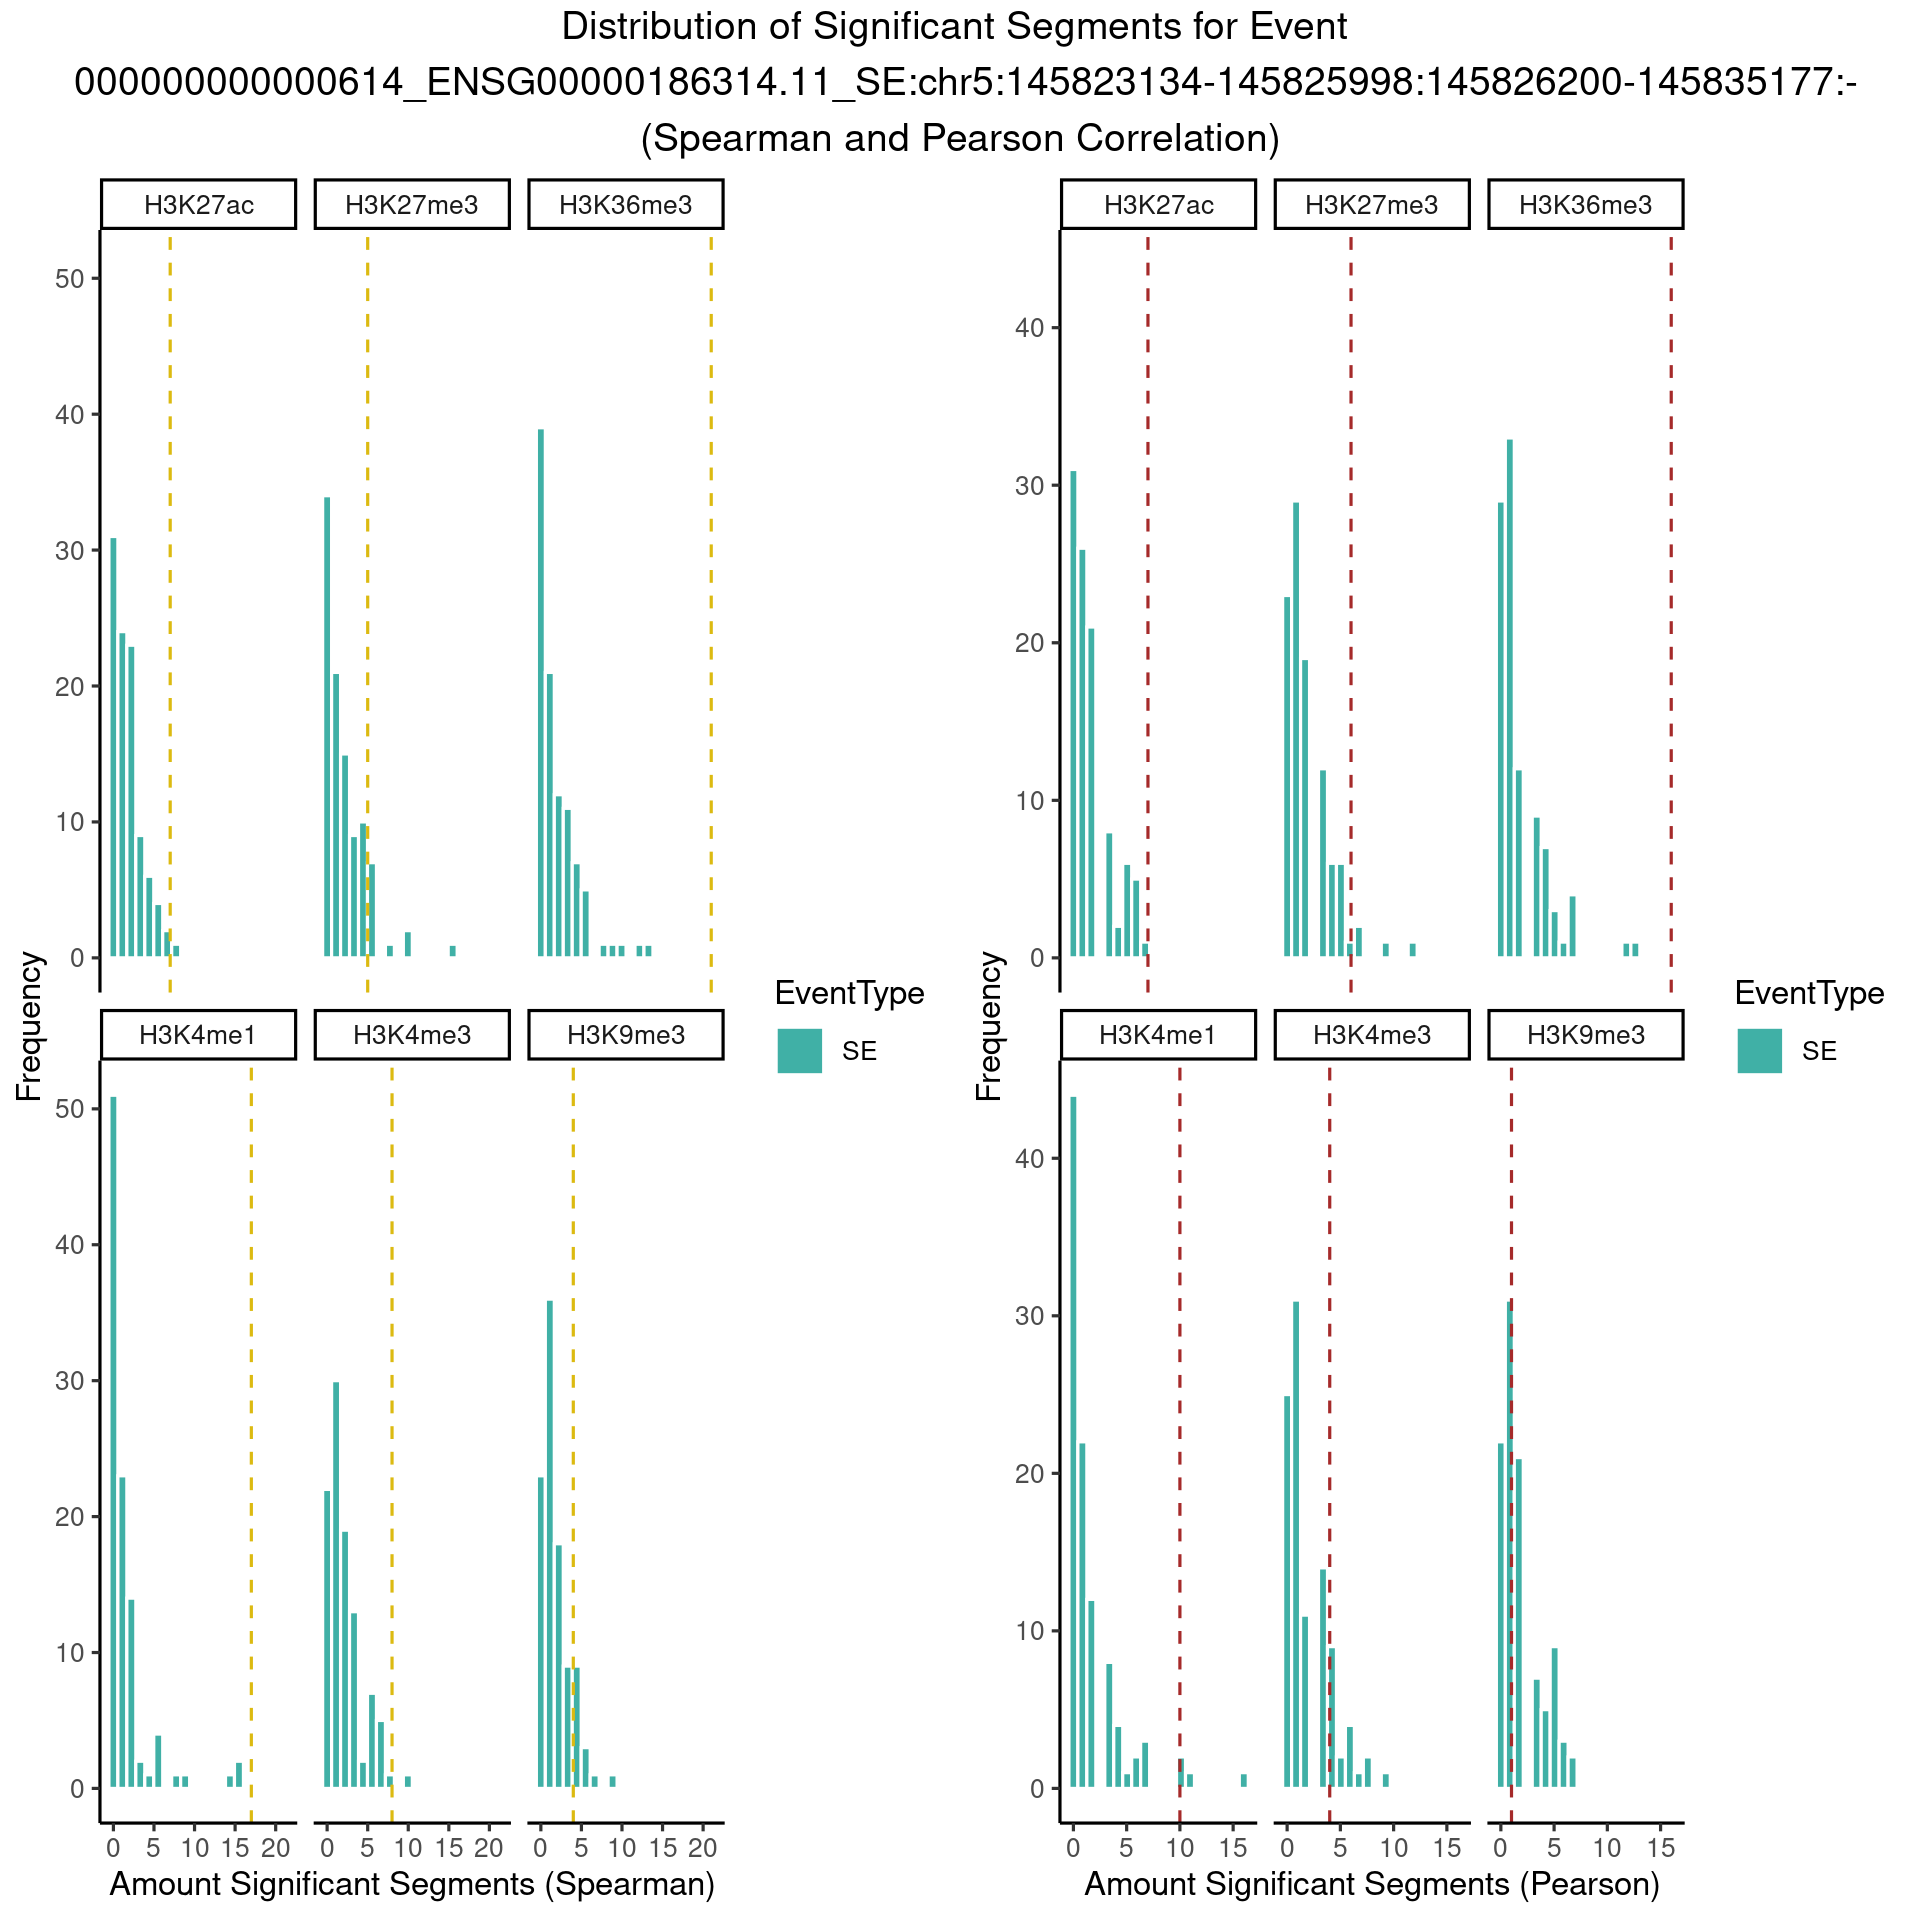 Distribution of Significant Segments for Event
000000000000614_ENSG00000186314.11_SE:chr5:145823134-145825998:145826200-145835177:-
(Spearman and Pearson Correlation)
H3K27ac H3K27me3 H3K36me3
50
40
30
20
10
0
H3K4me1 H3K4me3 H3K9me3
50
40
30
20
10
0
Frequency
0 5 10 15 20 0 5 10 15 20 0 5 10 15 20
Amount Significant Segments (Spearman)
EventType
SE
H3K27ac H3K27me3 H3K36me3
40
30
20
10
0
H3K4me1 H3K4me3 H3K9me3
40
30
20
10
0
Frequency
0 5 10 15 0 5 10 15 0 5 10 15
Amount Significant Segments (Pearson)
EventType
SE